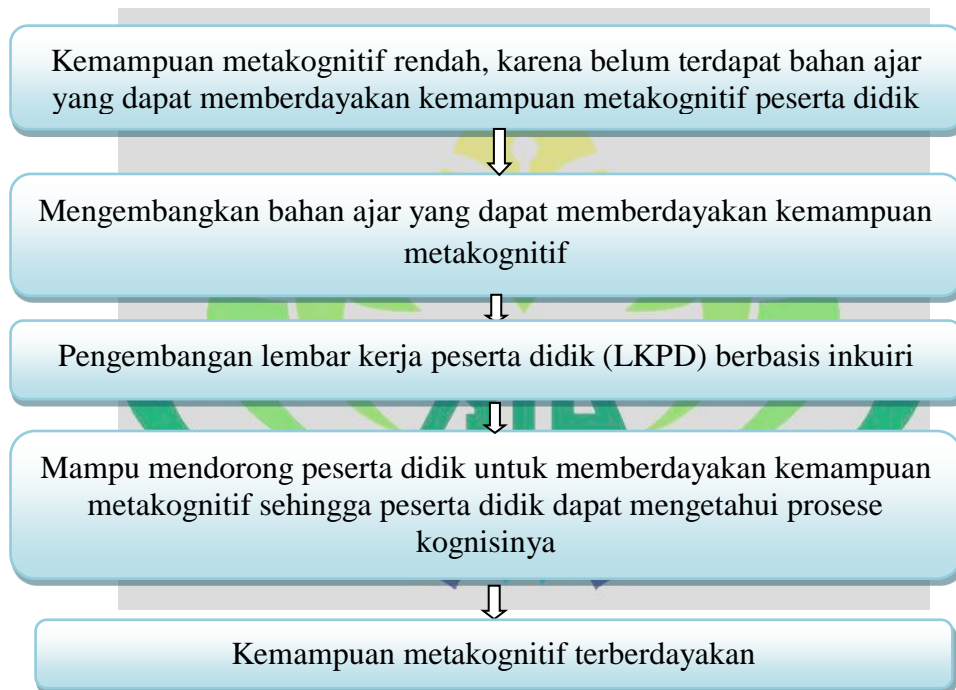 Kemampuan metakognitif rendah, karena belum terdapat bahan ajar
yang dapat memberdayakan kemampuan metakognitif peserta didik
Mengembangkan bahan ajar yang dapat memberdayakan kemampuan
metakognitif
Pengembangan lembar kerja peserta didik (LKPD) berbasis inkuiri
Mampu mendorong peserta didik untuk memberdayakan kemampuan
metakognitif sehingga peserta didik dapat mengetahui prosese
kognisinya
Kemampuan metakognitif terberdayakan